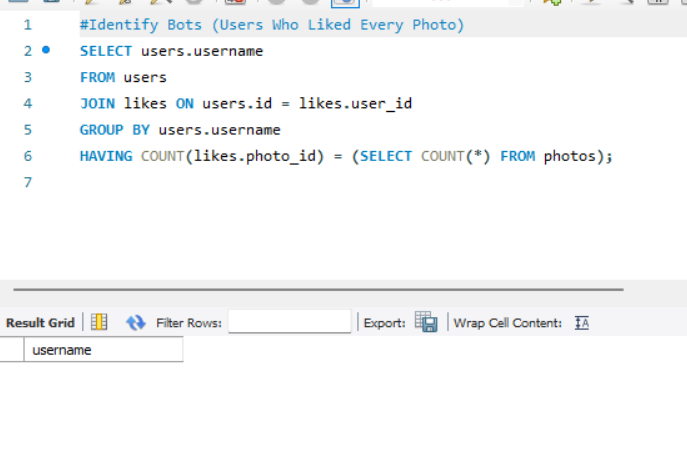 1 #Identify Bots (Users Who Liked Every Photo)
2 SELECT users.username
3 FROM users
4 JOIN likes ON users.id = likes.user_id
5 GROUP BY users.username
6 HAVING COUNT(likes.photo_id) = (SELECT COUNT(*) FROM photos);
7
Result Grid Filter Rows: Export: Wrap Cell Content:
username